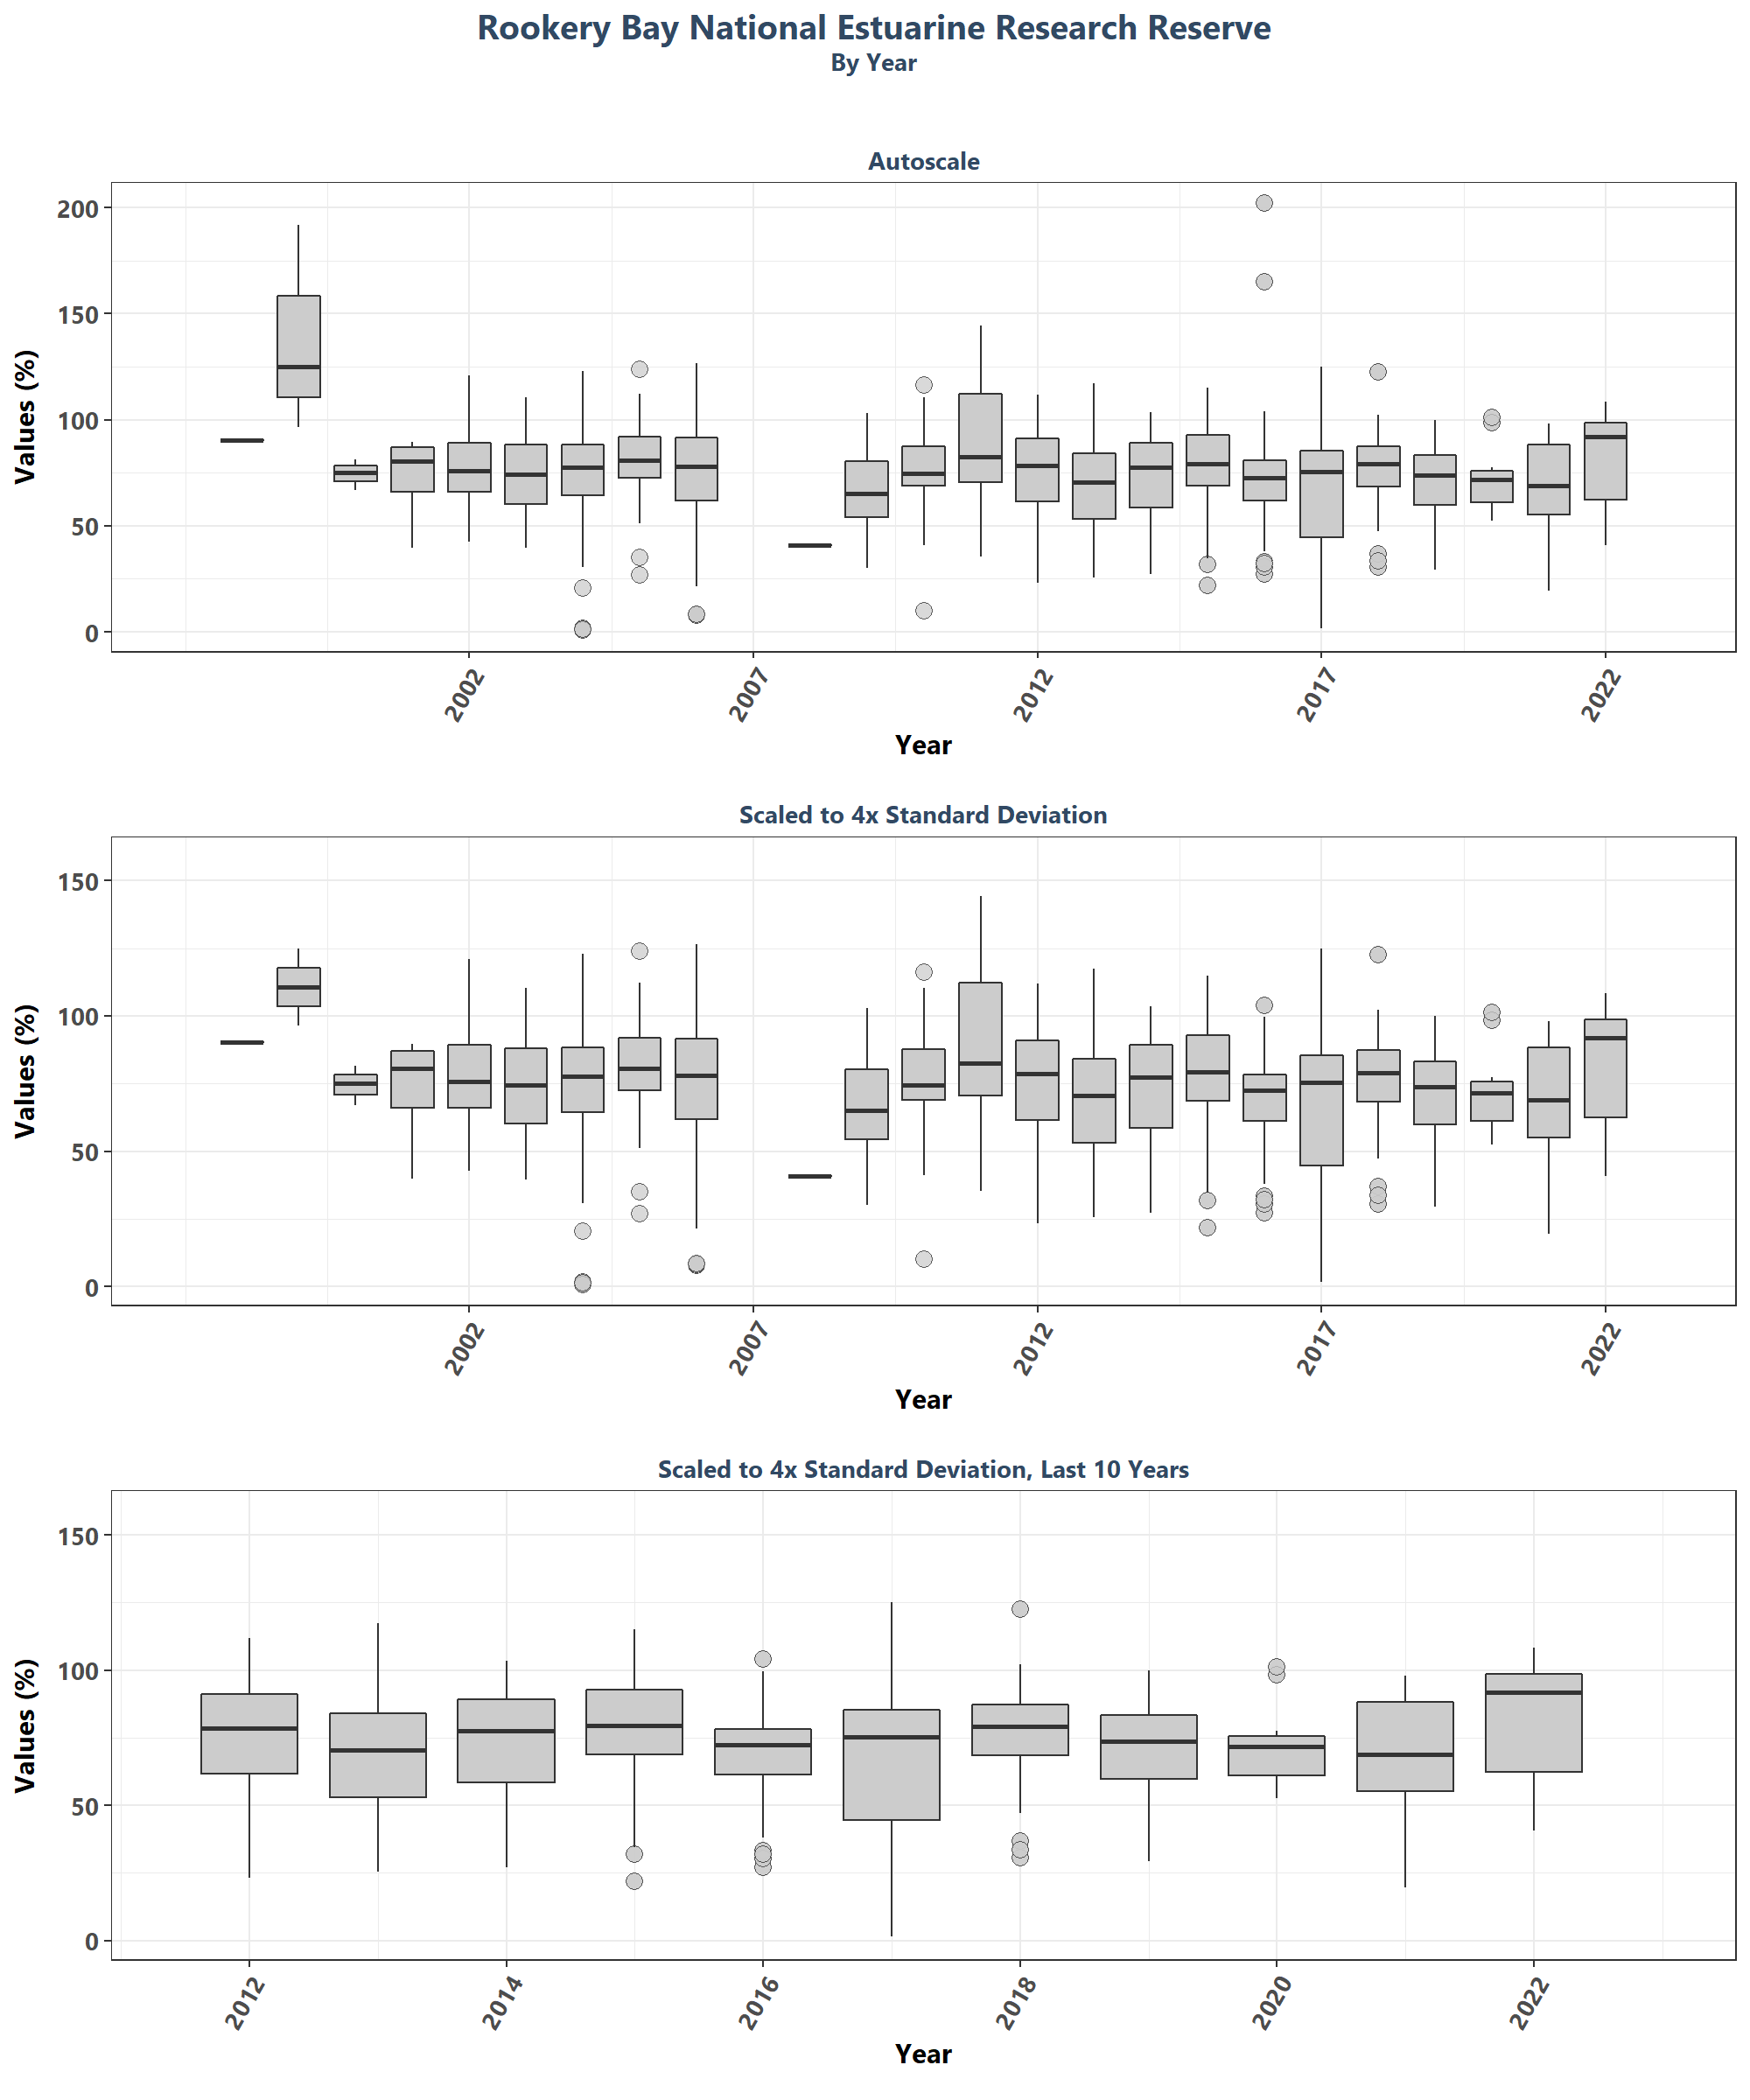 Rookery Bay National Estuarine Research Reserve
By Year
Autoscale
Values (%)
200
150
100
50
0
2002
2007
2012
2017
2022
Year
Scaled to 4x Standard Deviation
Values (%)
150
100
50
0
2002
2007
2012
2017
2022
Year
Scaled to 4x Standard Deviation, Last 10 Years
Values (%)
150
100
50
0
2012
2014
2016
2018
2020
2022
Year